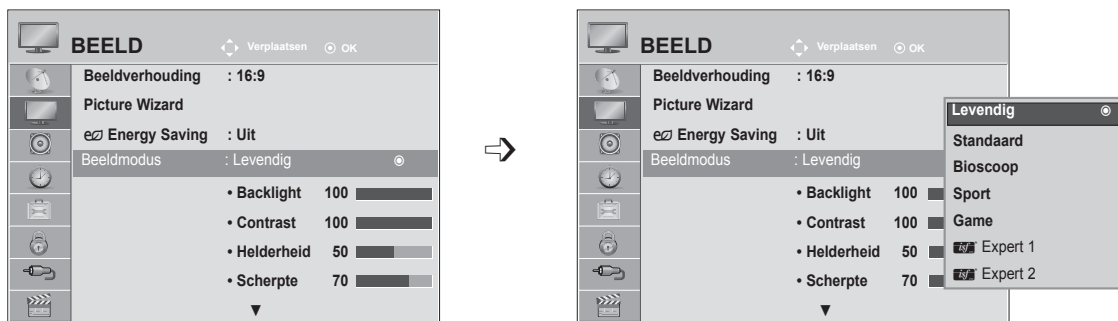 BEELD Verplaatsen OK
Beeldverhouding : 16:9
Picture Wizard
e Energy Saving : Uit
Beeldmodus : Levendig
• Backlight 100
• Contrast 100
• Helderheid 50
• Scherpte 70
▼
BEELD Verplaatsen OK
Beeldverhouding : 16:9
Picture Wizard
e Energy Saving : Uit
Beeldmodus : Levendig
• Backlight 100
• Contrast 100
• Helderheid 50
• Scherpte 70
▼
Levendig
Standaard
Bioscoop
Sport
Game
isf Expert 1
isf Expert 2